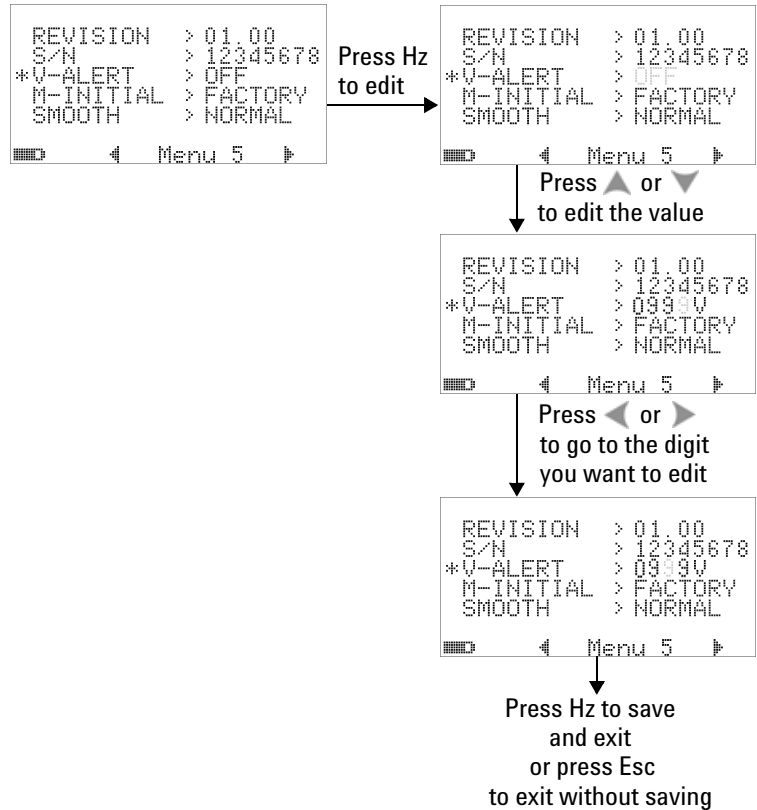 REVISION > 01.00
S/N > 12345678
*V-ALERT > OFF
M-INITIAL > FACTORY
SMOOTH > NORMAL
Menu 5
Press Hz
to edit
REVISION > 01.00
S/N > 12345678
*V-ALERT > OFF
M-INITIAL > FACTORY
SMOOTH > NORMAL
Menu 5
Press ▲ or ▼
to edit the value
REVISION > 01.00
S/N > 12345678
*V-ALERT > 0999V
M-INITIAL > FACTORY
SMOOTH > NORMAL
Menu 5
Press ◀ or ▶
to go to the digit
you want to edit
REVISION > 01.00
S/N > 12345678
*V-ALERT > 0999V
M-INITIAL > FACTORY
SMOOTH > NORMAL
Menu 5
Press Hz to save
and exit
or press Esc
to exit without saving